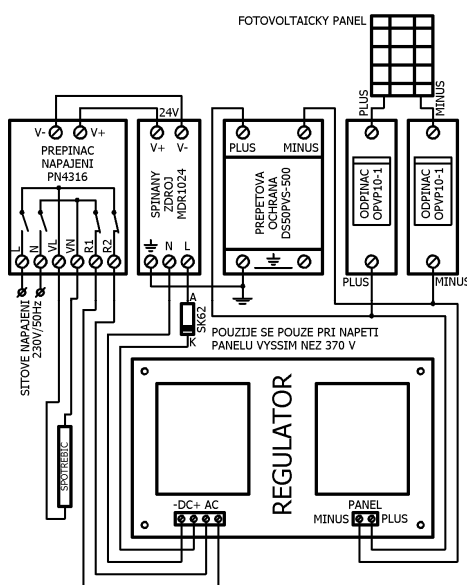 FOTOVOLTAICKY PANEL
PLUS
MINUS
24V
V-
V+
V+
V-
PLUS
MINUS
PREPINAC
NAPAJENI
PN4316
SPINANY
ZDROJ
MDR1024
PREPETOVA
OCHRANA
DS50PVS-500
ODPINAC
OPVP10-1
ODPINAC
OPVP10-1
L
N
VL
VN
R1
R2
N
L
PLUS
MINUS
SITOVE NAPAJENI
230V/50Hz
A
SK62
K
POUZIJE SE POUZE PRI NAPETI
PANELU VYSSIM NEZ 370 V
SPOTREBIC
REGULATOR
-DC+ AC
PANEL
MINUS
PLUS